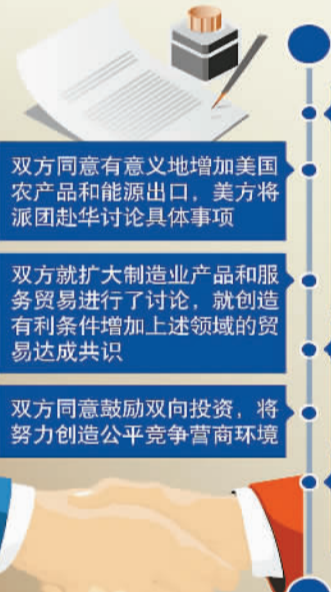 双方同意有意义地增加美国
农产品和能源出口，美方将
派团赴华讨论具体事项
双方就扩大制造业产品和服
务贸易进行了讨论，就创造
有利条件增加上述领域的贸
易达成共识
双方同意鼓励双向投资，将
努力创造公平竞争营商环境